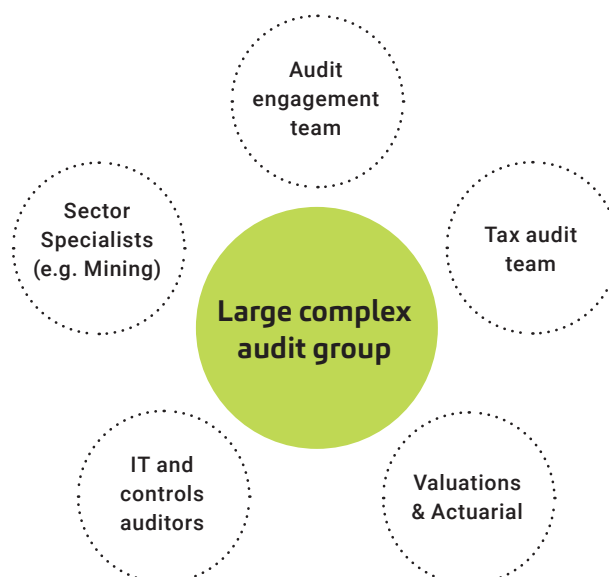 Audit
engagement
team
Sector
Specialists
(e.g. Mining)
Tax audit
team
Large complex
audit group
IT and
controls
auditors
Valuations
& Actuarial